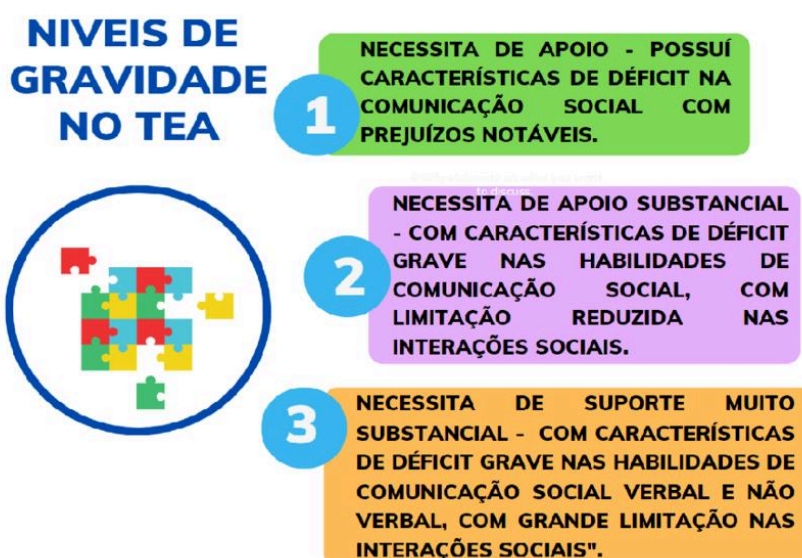 NIVEIS DE
GRAVIDADE
NO TEA
1
NECESSITA DE APOIO - POSSUÍ
CARACTERÍSTICAS DE DÉFICIT NA
COMUNICAÇÃO SOCIAL COM
PREJUÍZOS NOTÁVEIS.
to discuss
2
NECESSITA DE APOIO SUBSTANCIAL
- COM CARACTERÍSTICAS DE DÉFICIT
GRAVE NAS HABILIDADES DE
COMUNICAÇÃO SOCIAL, COM
LIMITAÇÃO REDUZIDA NAS
INTERAÇÕES SOCIAIS.
3
NECESSITA DE SUPORTE MUITO
SUBSTANCIAL - COM CARACTERÍSTICAS
DE DÉFICIT GRAVE NAS HABILIDADES DE
COMUNICAÇÃO SOCIAL VERBAL E NÃO
VERBAL, COM GRANDE LIMITAÇÃO NAS
INTERAÇÕES SOCIAIS".